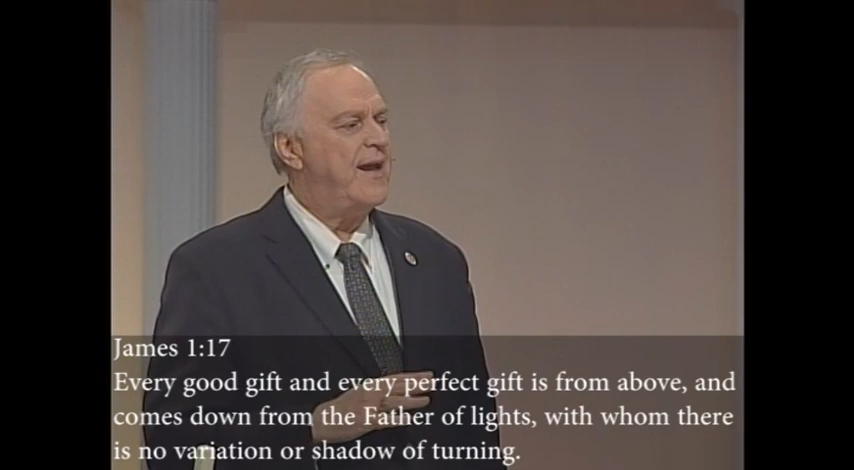 James 1:17
Every good gift and every perfect gift is from above, and
comes down from the Father of lights, with whom there
is no variation or shadow of turning.